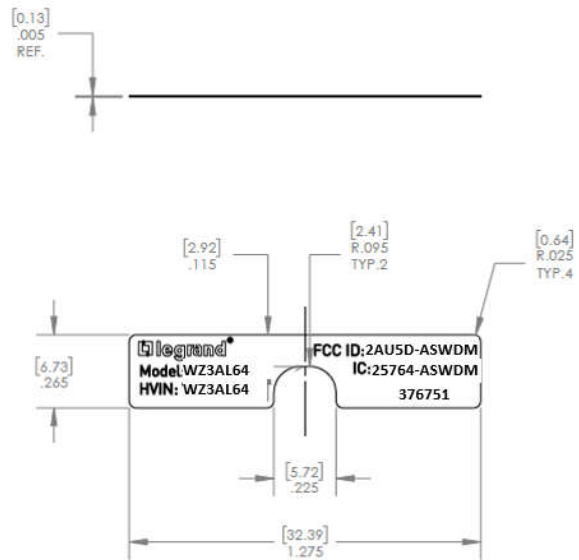 [0.13]
.005
REF.
[2.92]
.115
[2.41]
R.095
TYP.2
[0.64]
R.025
TYP.4
[6.73]
.265
legrand®
Model:WZ3AL64
HVIN: WZ3AL64
FCC ID:2AU5D-ASWDM
IC:25764-ASWDM
376751
[5.72]
.225
[32.39]
1.275